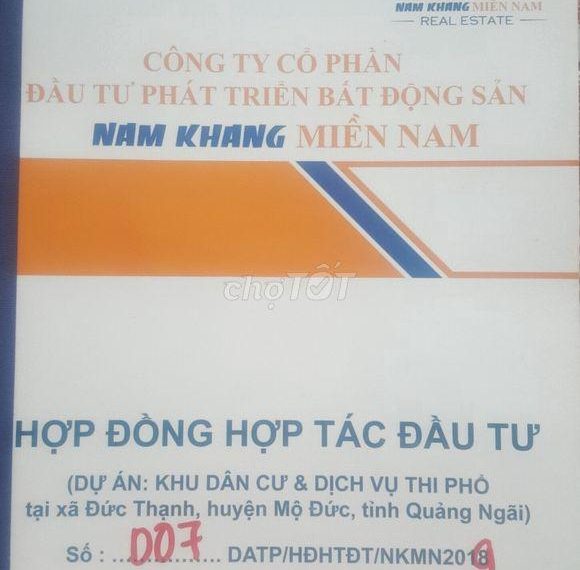 NAM KHANG MIỀN NAM
REAL ESTATE
CÔNG TY CỔ PHẦN
ĐẦU TƯ PHÁT TRIỂN BẤT ĐỘNG SẢN
NAM KHANG MIỀN NAM
chợTỐT
HỢP ĐỒNG HỢP TÁC ĐẦU TƯ
(DỰ ÁN: KHU DÂN CƯ & DỊCH VỤ THI PHỔ
tại xã Đức Thạnh, huyện Mộ Đức, tỉnh Quảng Ngãi)
Số : ...007... DATP/HĐHTĐT/NKMN2019